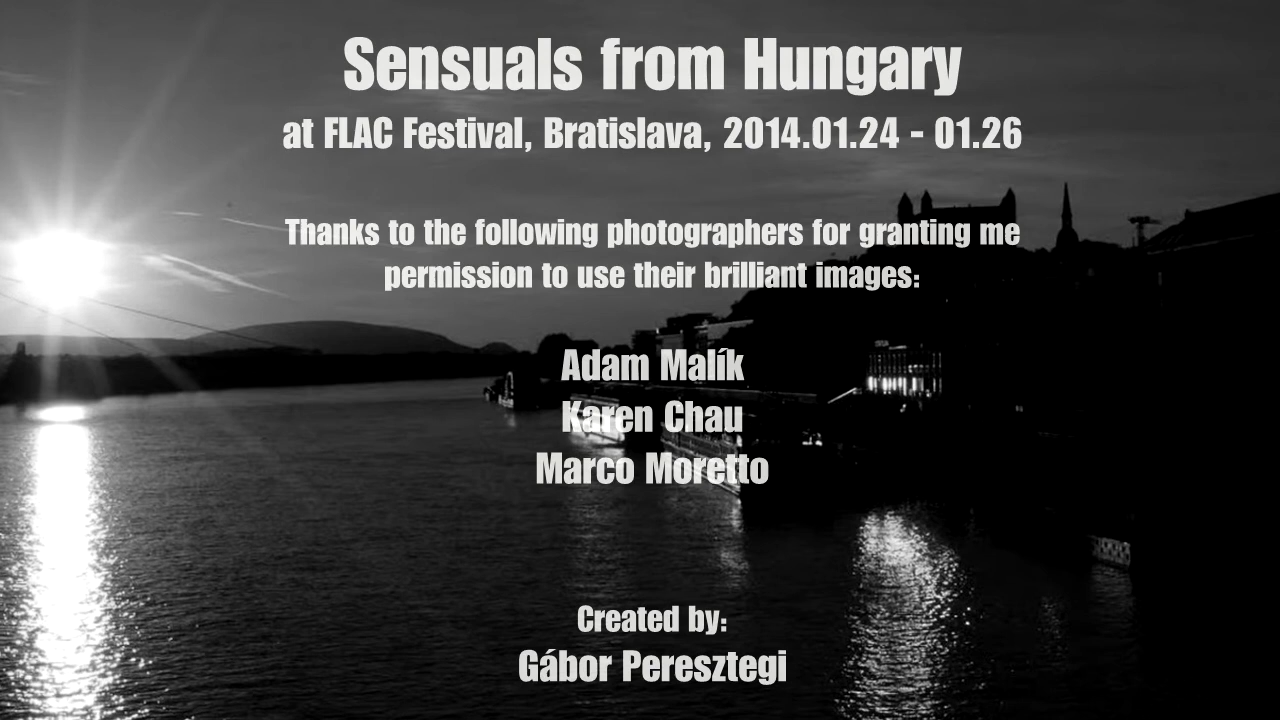 Sensuals from Hungary
at FLAC Festival, Bratislava, 2014.01.24 - 01.26
Thanks to the following photographers for granting me
permission to use their brilliant images:
Adam Malík
Karen Chau
Marco Moretto
Created by:
Gábor Peresztegi